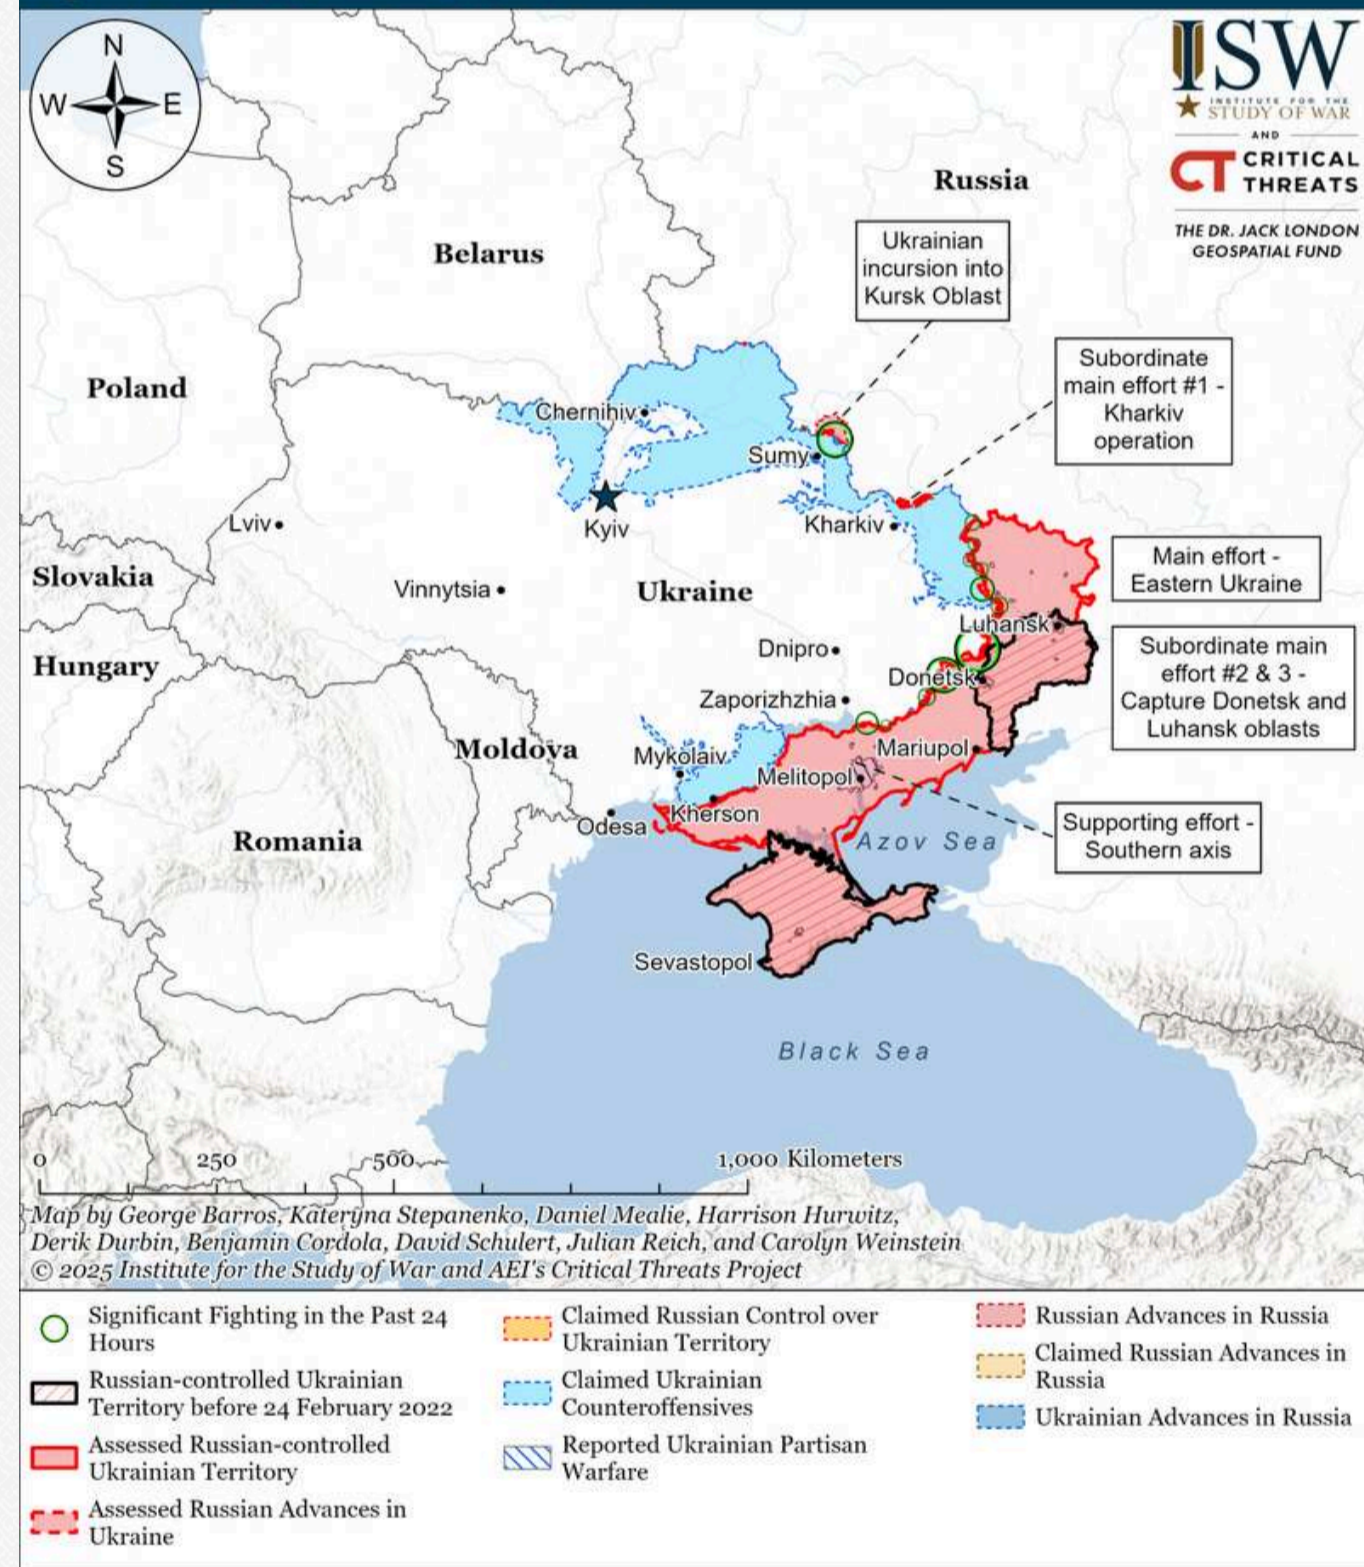 N
W
E
S
ISW
INSTITUTE FOR THE
STUDY OF WAR
AND
CT CRITICAL
THREATS
THE DR. JACK LONDON
GEOSPATIAL FUND
Russia
Belarus
Ukrainian
incursion into
Kursk Oblast
Subordinate
main effort #1 -
Kharkiv
operation
Poland
Chernihiv
Sumy
Kyiv
Lviv
Kharkiv
Slovakia
Vinnytsia
Ukraine
Main effort -
Eastern Ukraine
Luhansk
Hungary
Dnipro
Donetsk
Subordinate main
effort #2 & 3 -
Capture Donetsk and
Luhansk oblasts
Zaporizhzhia
Moldova
Mykolaiv
Mariupol
Melitopol
Kherson
Odesa
Romania
Azov Sea
Supporting effort -
Southern axis
Sevastopol
Black Sea
0 250 500 1,000 Kilometers
Map by George Barros, Kateryna Stepanenko, Daniel Mealie, Harrison Hurwitz,
Derik Durbin, Benjamin Cordola, David Schulert, Julian Reich, and Carolyn Weinstein
© 2025 Institute for the Study of War and AEI's Critical Threats Project
Significant Fighting in the Past 24
Hours
Russian-controlled Ukrainian
Territory before 24 February 2022
Assessed Russian-controlled
Ukrainian Territory
Assessed Russian Advances in
Ukraine
Claimed Russian Control over
Ukrainian Territory
Claimed Ukrainian
Counteroffensives
Reported Ukrainian Partisan
Warfare
Russian Advances in Russia
Claimed Russian Advances in
Russia
Ukrainian Advances in Russia